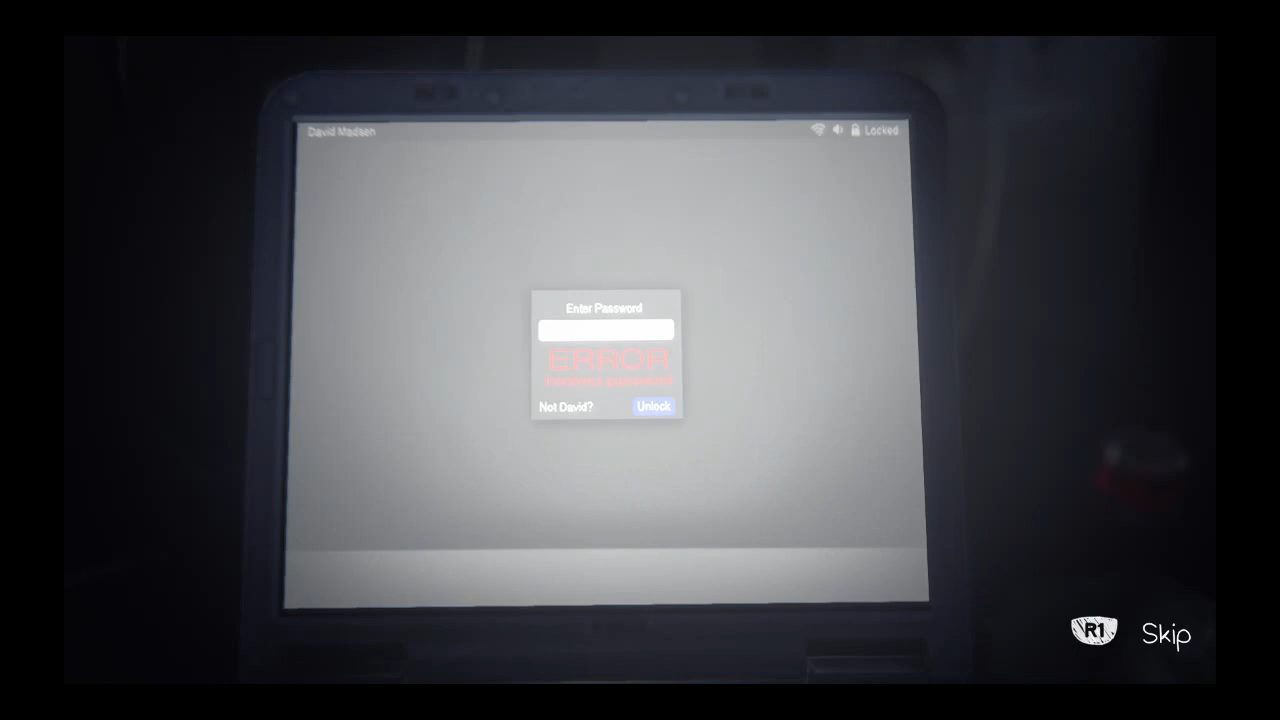 David Madsen
Locked
Enter Password
ERROR
Incorrect password
Not David?
Unlock
R1 Skip